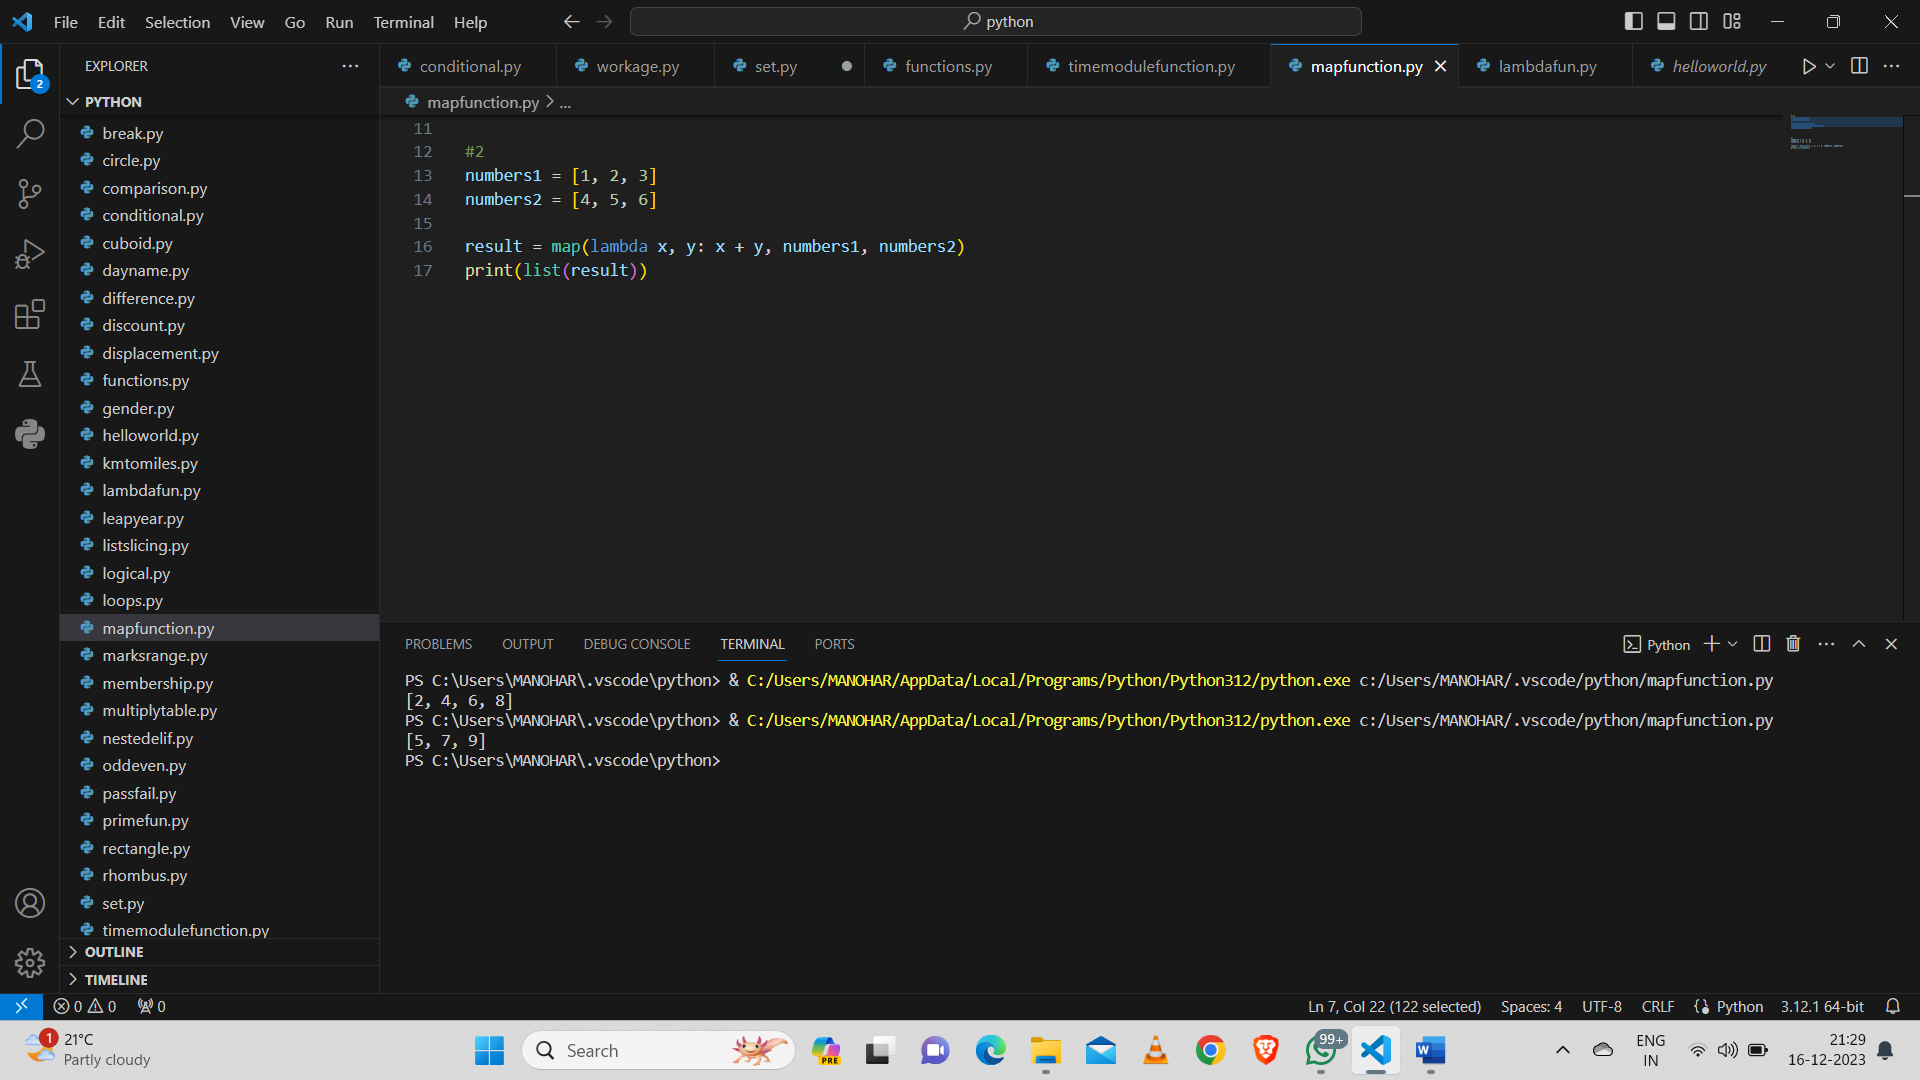 File Edit Selection View Go Run Terminal Help
python
EXPLORER
conditional.py workage.py set.py functions.py timemodulefunction.py mapfunction.py lambdafun.py helloworld.py
PYTHON
mapfunction.py > ...
break.py
circle.py
comparison.py
conditional.py
cuboid.py
dayname.py
difference.py
discount.py
displacement.py
functions.py
gender.py
helloworld.py
kmtomiles.py
lambdafun.py
leapyear.py
listslicing.py
logical.py
loops.py
mapfunction.py
marksrange.py
membership.py
multiplytable.py
nestedelif.py
oddeven.py
passfail.py
primefun.py
rectangle.py
rhombus.py
set.py
timemodulefunction.py
OUTLINE
TIMELINE
2
11
12 #2
13 numbers1 = [1, 2, 3]
14 numbers2 = [4, 5, 6]
15
16 result = map(lambda x, y: x + y, numbers1, numbers2)
17 print(list(result))
PROBLEMS OUTPUT DEBUG CONSOLE TERMINAL PORTS
Python
PS C:\Users\MANOHAR\.vscode\python> & C:/Users/MANOHAR/AppData/Local/Programs/Python/Python312/python.exe c:/Users/MANOHAR/.vscode/python/mapfunction.py
[2, 4, 6, 8]
PS C:\Users\MANOHAR\.vscode\python> & C:/Users/MANOHAR/AppData/Local/Programs/Python/Python312/python.exe c:/Users/MANOHAR/.vscode/python/mapfunction.py
[5, 7, 9]
PS C:\Users\MANOHAR\.vscode\python>
0 0 0
Ln 7, Col 22 (122 selected) Spaces: 4 UTF-8 CRLF Python 3.12.1 64-bit
1
21°C
Partly cloudy
Search
PRE
99+
W
ENG
IN
21:29
16-12-2023